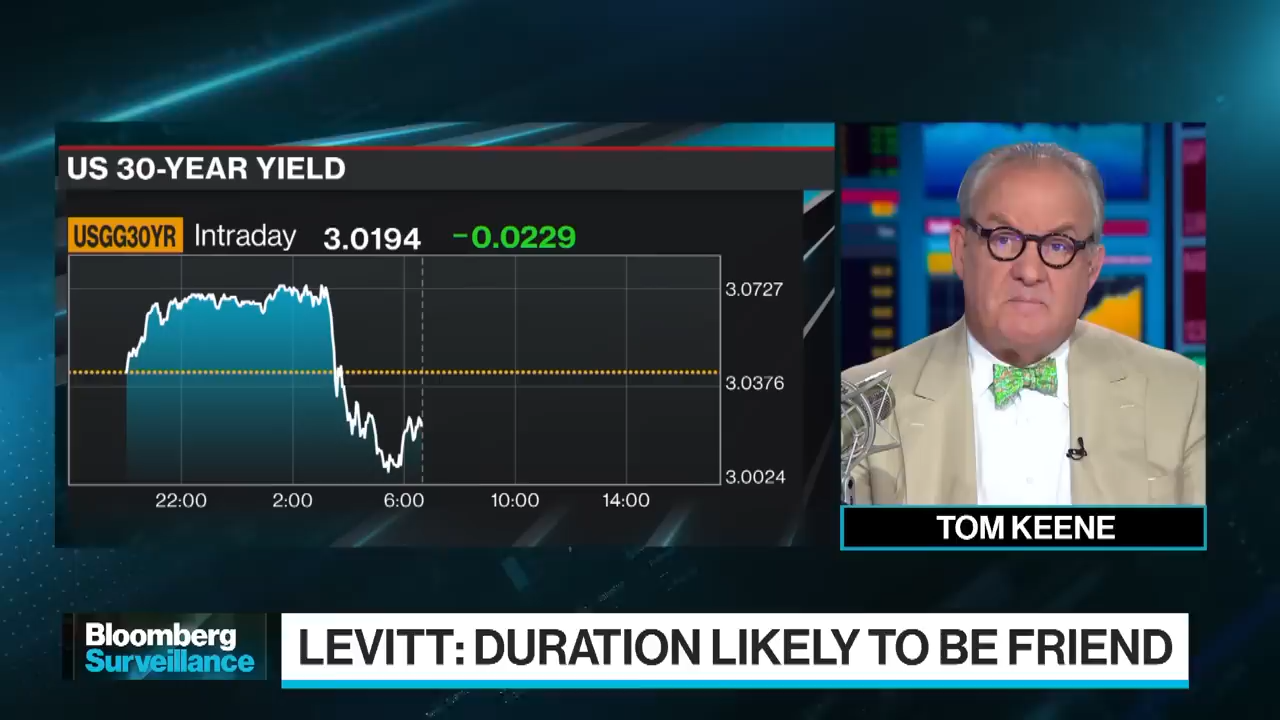 US 30-YEAR YIELD
USGG30YR Intraday 3.0194 -0.0229
3.0727
3.0376
3.0024
22:00 2:00 6:00 10:00 14:00
TOM KEENE
Bloomberg
Surveillance
LEVITT: DURATION LIKELY TO BE FRIEND